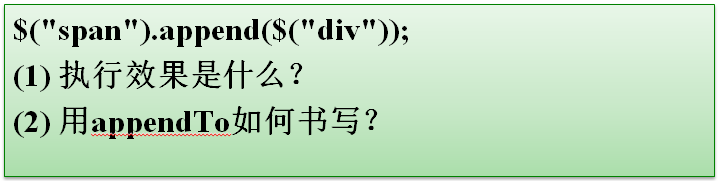 $("span").append($("div"));
(1) 执行效果是什么？
(2) 用appendTo如何书写？